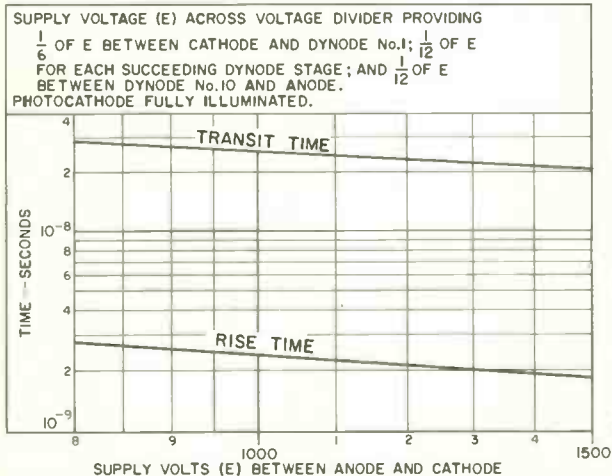 SUPPLY VOLTAGE (E) ACROSS VOLTAGE DIVIDER PROVIDING
1/6 OF E BETWEEN CATHODE AND DYNODE No.1; 1/12 OF E
FOR EACH SUCCEEDING DYNODE STAGE; AND 1/12 OF E
BETWEEN DYNODE No.10 AND ANODE.
PHOTOCATHODE FULLY ILLUMINATED.
4
TRANSIT TIME
2
10⁻⁸
8
6
4
RISE TIME
2
10⁻⁹
TIME — SECONDS
8 9 1000 1 2 3 4 1500
SUPPLY VOLTS (E) BETWEEN ANODE AND CATHODE